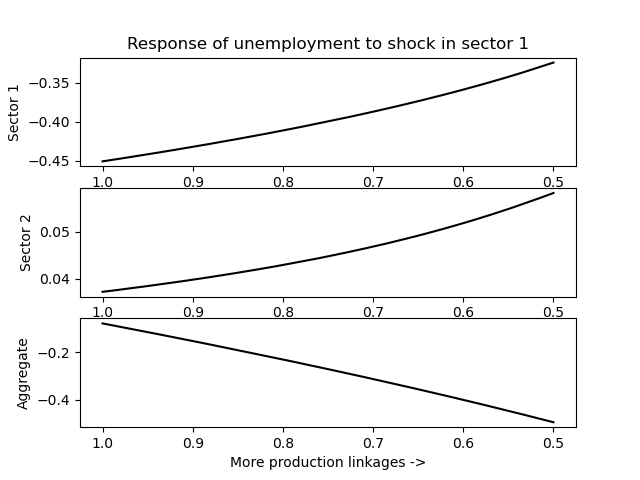 Response of unemployment to shock in sector 1
Sector 1
−0.35
−0.40
−0.45
1.0 0.9 0.8 0.7 0.6 0.5
Sector 2
0.05
0.04
1.0 0.9 0.8 0.7 0.6 0.5
Aggregate
−0.2
−0.4
1.0 0.9 0.8 0.7 0.6 0.5
More production linkages ->